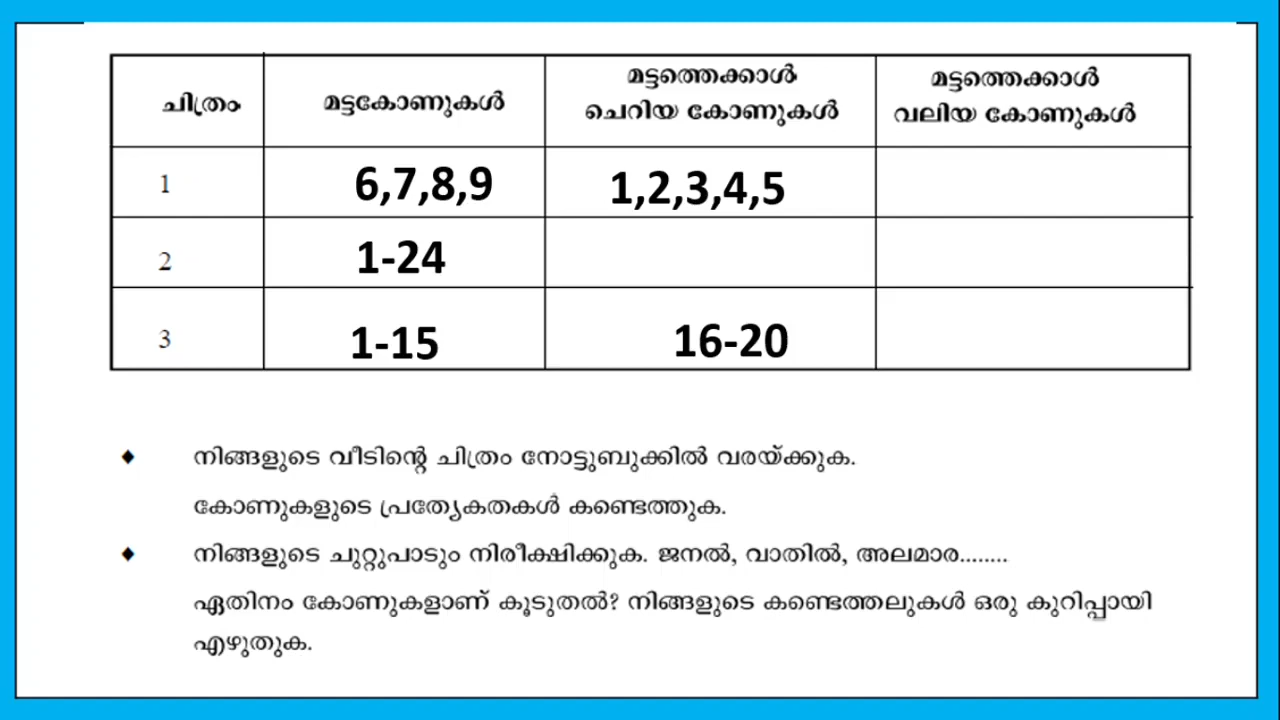 ചിത്രം
മട്ടകോണുകൾ
മട്ടത്തെക്കാൾ
ചെറിയ കോണുകൾ
മട്ടത്തെക്കാൾ
വലിയ കോണുകൾ
1
6,7,8,9
1,2,3,4,5
2
1-24
3
1-15
16-20
♦ നിങ്ങളുടെ വീടിന്റെ ചിത്രം നോട്ടുബുക്കിൽ വരയ്ക്കുക.
കോണുകളുടെ പ്രത്യേകതകൾ കണ്ടെത്തുക.
♦ നിങ്ങളുടെ ചുറ്റുപാടും നിരീക്ഷിക്കുക. ജനൽ, വാതിൽ, അലമാര........
ഏതിനം കോണുകളാണ് കൂടുതൽ? നിങ്ങളുടെ കണ്ടെത്തലുകൾ ഒരു കുറിപ്പായി
എഴുതുക.